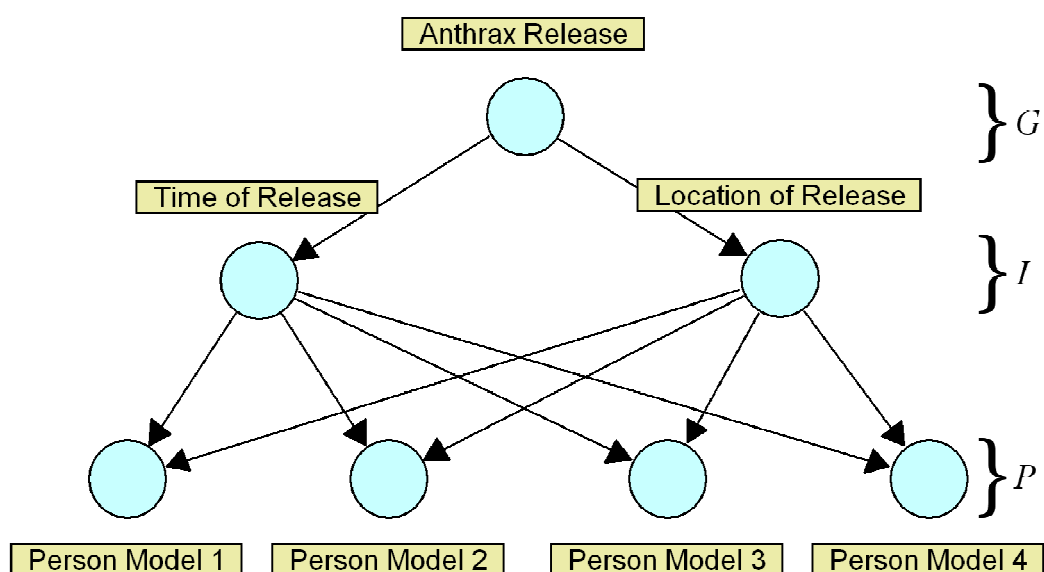 Anthrax Release
G
Time of Release
Location of Release
I
P
Person Model 1
Person Model 2
Person Model 3
Person Model 4